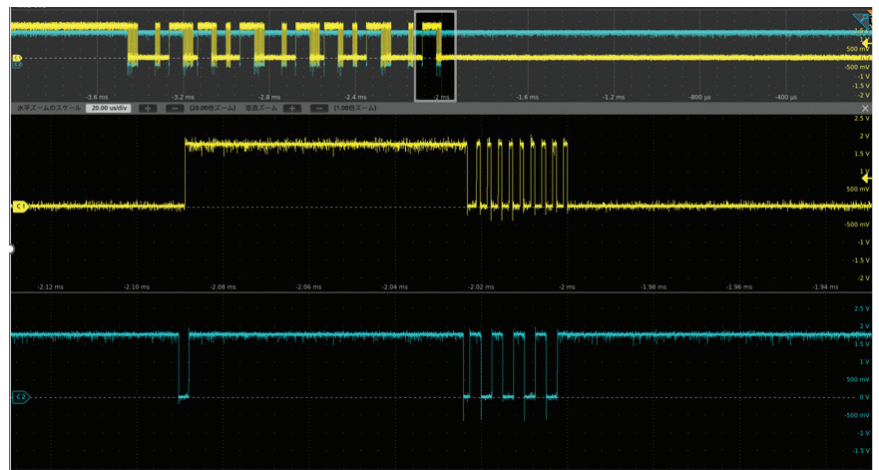 500 mV
-500 mV
-1 V
-1.5 V
-2 V
-3.6 ms -3.2 ms -2.8 ms -2.4 ms -2 ms -1.6 ms -1.2 ms -800 µs -400 µs
水平ズームのスケール 20.00 us/div + − (20.00倍ズーム) 垂直ズーム + − (1.00倍ズーム) ×
2.5 V
2 V
1.5 V
1 V
500 mV
C1
-500 mV
-1 V
-1.5 V
-2 V
-2.12 ms -2.10 ms -2.08 ms -2.06 ms -2.04 ms -2.02 ms -2 ms -1.98 ms -1.96 ms -1.94 ms
2.5 V
2 V
1.5 V
1 V
500 mV
C2 0 V
-500 mV
-1 V
-1.5 V